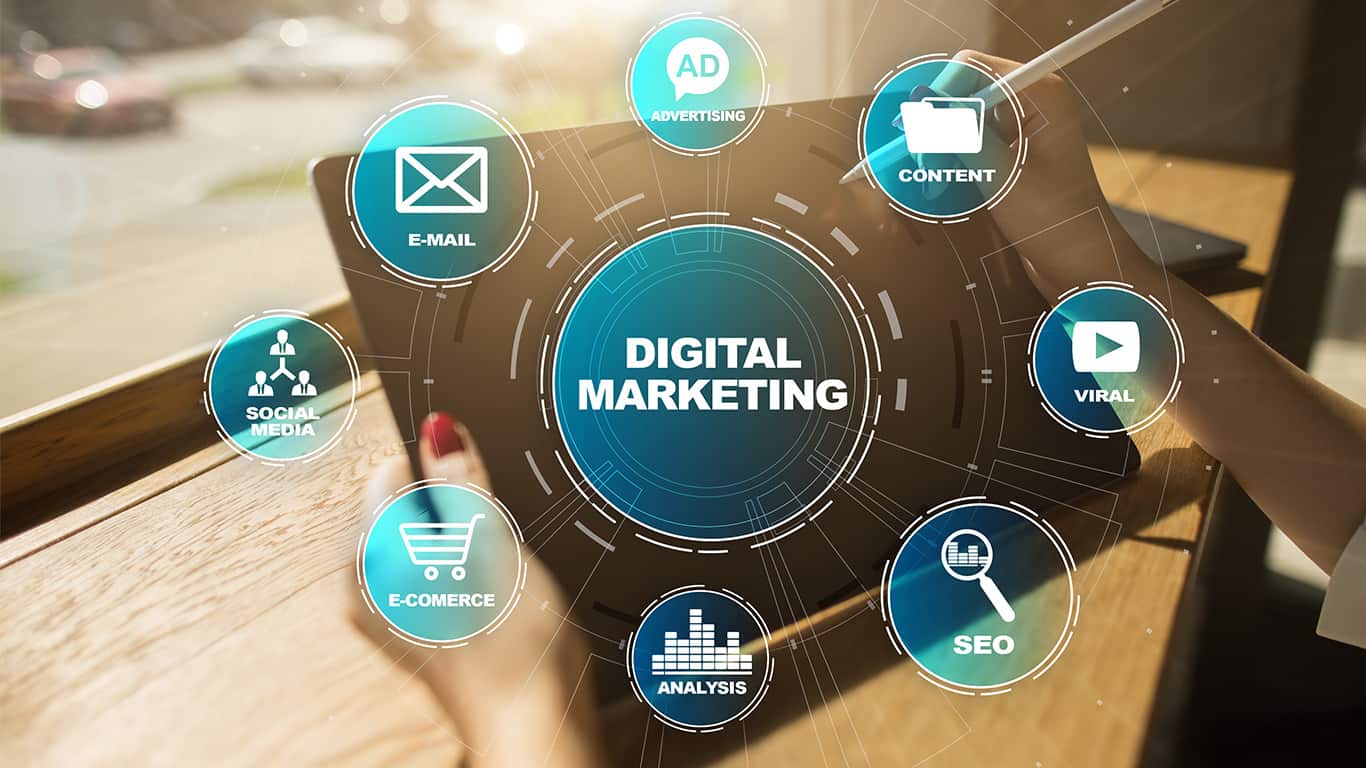 AD
ADVERTISING
CONTENT
E-MAIL
VIRAL
DIGITAL
MARKETING
SOCIAL
MEDIA
E-COMERCE
SEO
ANALYSIS